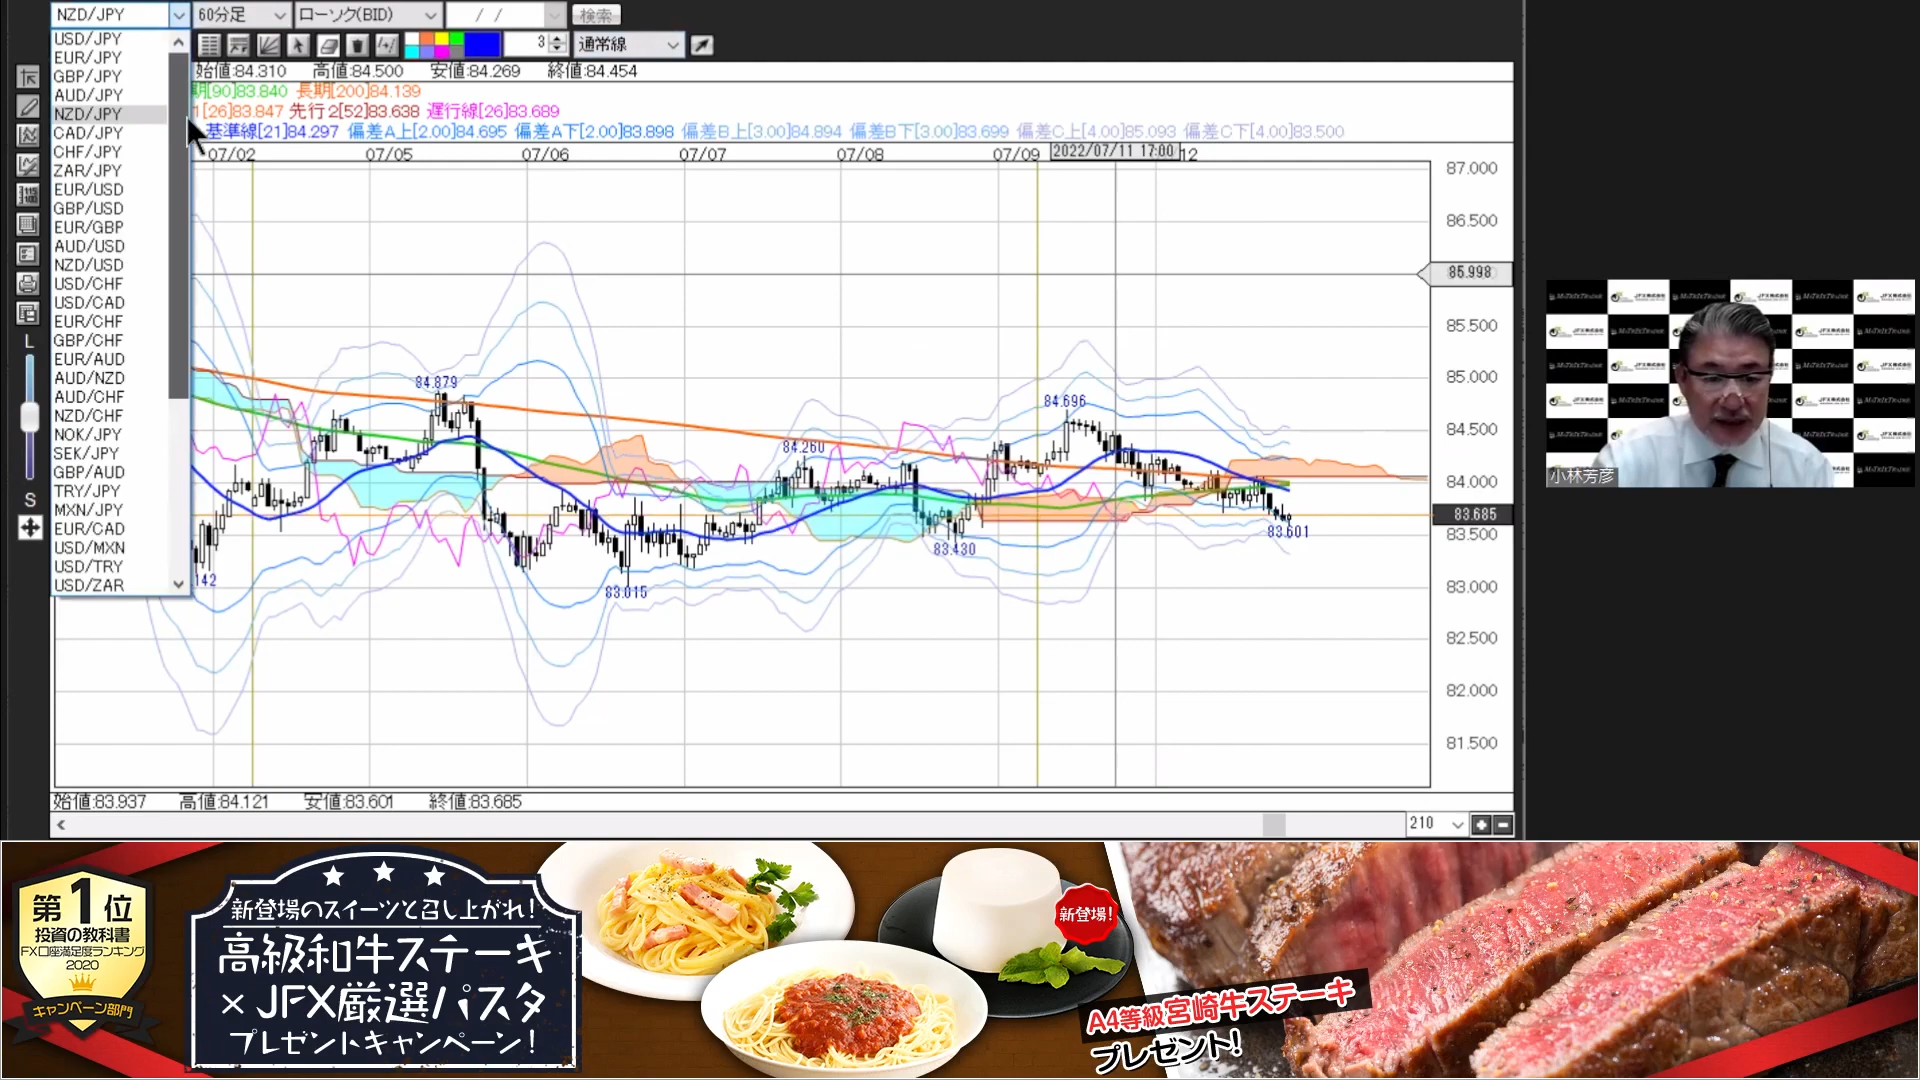 NZD/JPY 60分足 ローソク(BID) / / 検索
3 通常線
始値:84.310 高値:84.500 安値:84.269 終値:84.454
期[90]83.840 長期[200]84.139
1[26]83.847 先行2[52]83.638 遅行線[26]83.689
基準線[21]84.297 偏差A上[2.00]84.695 偏差A下[2.00]83.898 偏差B上[3.00]84.894 偏差B下[3.00]83.699 偏差C上[4.00]85.093 偏差C下[4.00]83.500
07/02 07/05 07/06 07/07 07/08 07/09 2022/07/11 17:00 12
USD/JPY
EUR/JPY
GBP/JPY
AUD/JPY
NZD/JPY
CAD/JPY
CHF/JPY
ZAR/JPY
EUR/USD
GBP/USD
EUR/GBP
AUD/USD
NZD/USD
USD/CHF
USD/CAD
EUR/CHF
GBP/CHF
EUR/AUD
AUD/NZD
AUD/CHF
NZD/CHF
NOK/JPY
SEK/JPY
GBP/AUD
TRY/JPY
MXN/JPY
EUR/CAD
USD/MXN
USD/TRY
USD/ZAR
L
S
87.000
86.500
85.998
85.500
85.000
84.500
84.000
83.685
83.500
83.000
82.500
82.000
81.500
84.879
84.696
84.260
83.430
83.601
83.015
142
始値:83.937 高値:84.121 安値:83.601 終値:83.685
210
小林芳彦
第1位
投資の教科書
FX口座満足度ランキング
2020
キャンペーン部門
新登場のスイーツと召し上がれ!
高級和牛ステーキ
×JFX厳選パスタ
プレゼントキャンペーン!
新登場!
A4等級宮崎牛ステーキ
プレゼント!